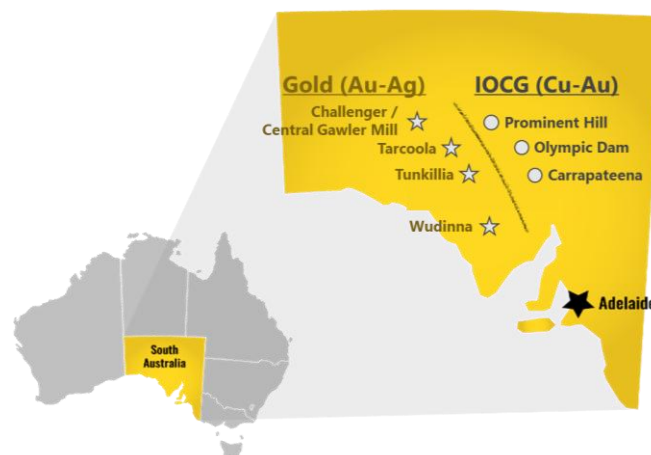 Gold (Au-Ag)
IOCG (Cu-Au)
Challenger /
Central Gawler Mill
Tarcoola
Tunkillia
Wudinna
Prominent Hill
Olympic Dam
Carrapateena
Adelaide
South
Australia